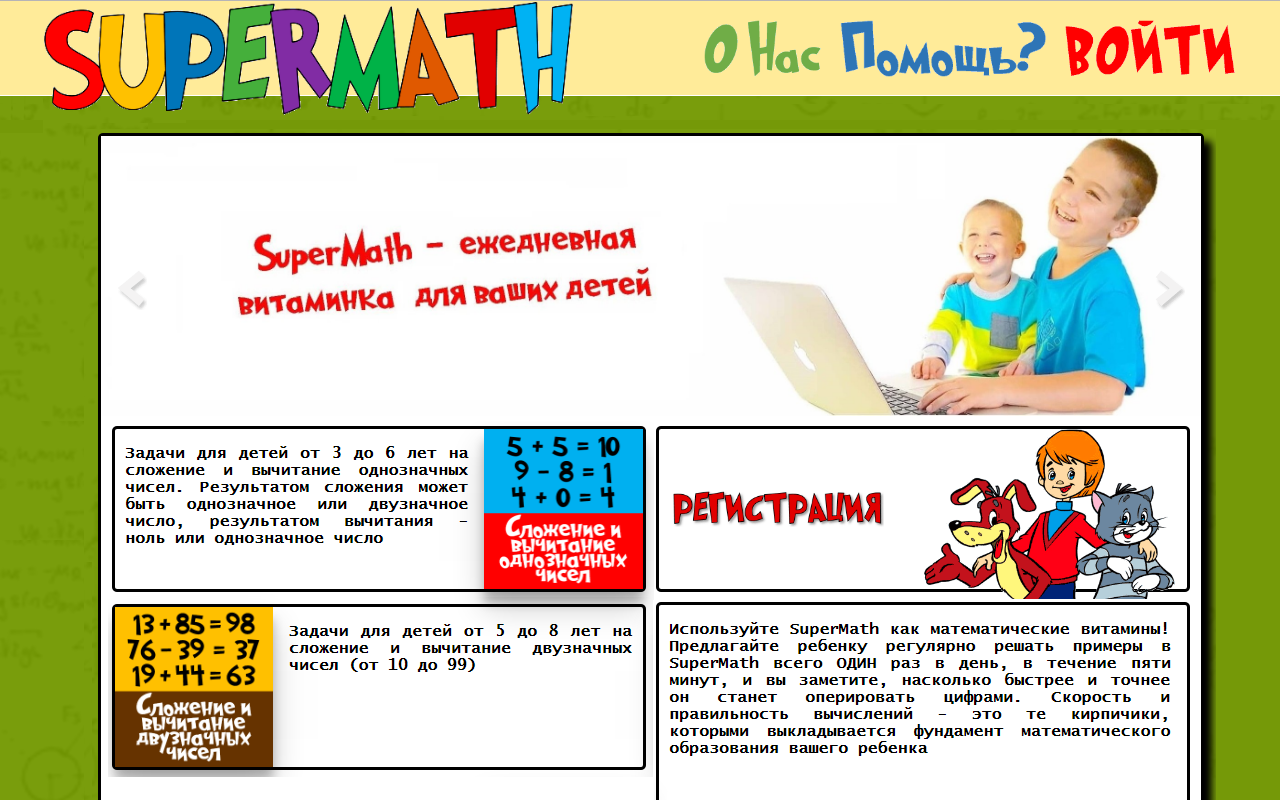 SUPERMATH
О Нас Помощь? ВОЙТИ
SuperMath - ежедневная
витаминка для ваших детей
Задачи для детей от 3 до 6 лет на
сложение и вычитание однозначных
чисел. Результатом сложения может
быть однозначное или двузначное
число, результатом вычитания -
ноль или однозначное число
5 + 5 = 10
9 - 8 = 1
4 + 0 = 4
Сложение и
вычитание
однозначных
чисел
РЕГИСТРАЦИЯ
13 + 85 = 98
76 - 39 = 37
19 + 44 = 63
Сложение и
вычитание
двузначных
чисел
Задачи для детей от 5 до 8 лет на
сложение и вычитание двузначных
чисел (от 10 до 99)
Используйте SuperMath как математические витамины!
Предлагайте ребенку регулярно решать примеры в
SuperMath всего ОДИН раз в день, в течение пяти
минут, и вы заметите, насколько быстрее и точнее
он станет оперировать цифрами. Скорость и
правильность вычислений - это те кирпичики,
которыми выкладывается фундамент математического
образования вашего ребенка